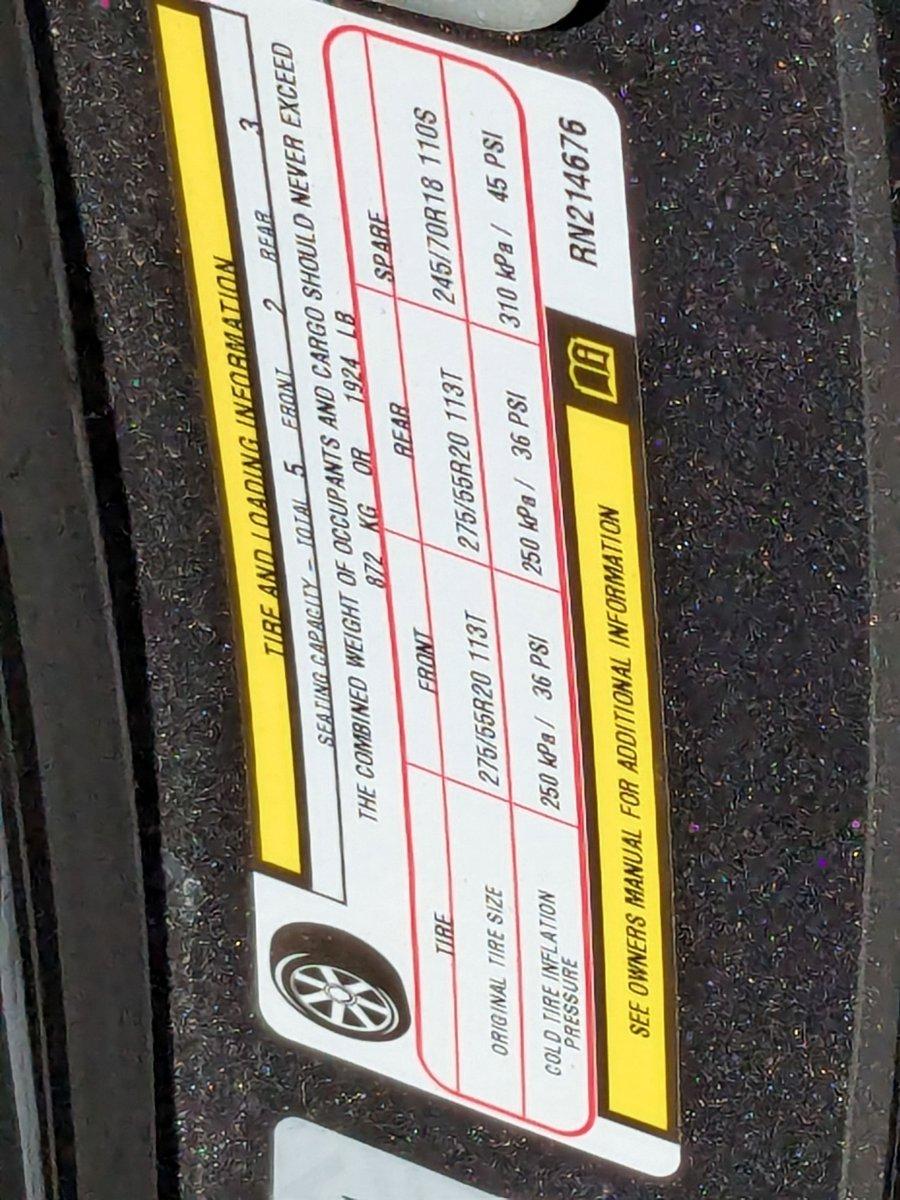 TIRE AND LOADING INFORMATION
SEATING CAPACITY - TOTAL 5 FRONT 2 REAR 3
THE COMBINED WEIGHT OF OCCUPANTS AND CARGO SHOULD NEVER EXCEED
872 KG OR 1924 LB
TIRE FRONT REAR SPARE
ORIGINAL TIRE SIZE 275/55R20 113T 275/55R20 113T 245/70R18 110S
COLD TIRE INFLATION
PRESSURE 250 kPa / 36 PSI 250 kPa / 36 PSI 310 kPa / 45 PSI
SEE OWNERS MANUAL FOR ADDITIONAL INFORMATION
RN214676